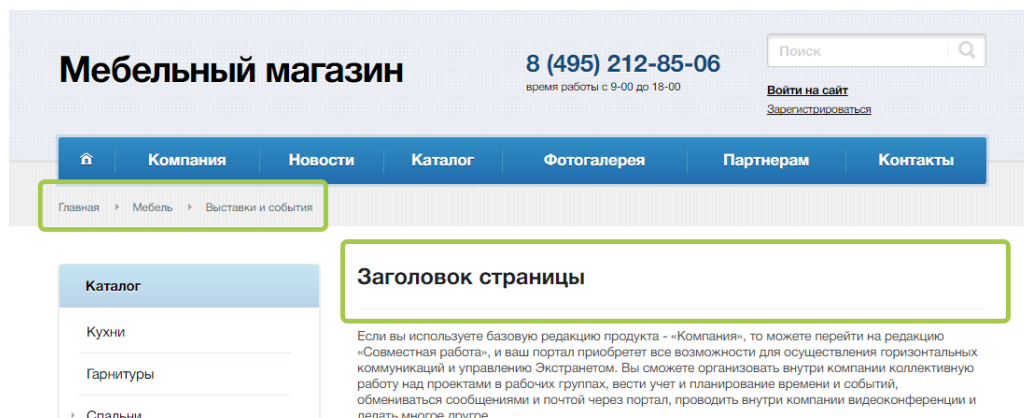 Мебельный магазин
8 (495) 212-85-06
время работы с 9-00 до 18-00
Поиск
Войти на сайт
Зарегистрироваться
Компания Новости Каталог Фотогалерея Партнерам Контакты
Главная Мебель Выставки и события
Каталог
Кухни
Гарнитуры
Спальни
Заголовок страницы
Если вы используете базовую редакцию продукта - «Компания», то можете перейти на редакцию
«Совместная работа», и ваш портал приобретет все возможности для осуществления горизонтальных
коммуникаций и управлению Экстранетом. Вы сможете организовать внутри компании коллективную
работу над проектами в рабочих группах, вести учет и планирование времени и событий,
обмениваться сообщениями и почтой через портал, проводить внутри компании видеоконференции и
делать многое другое.